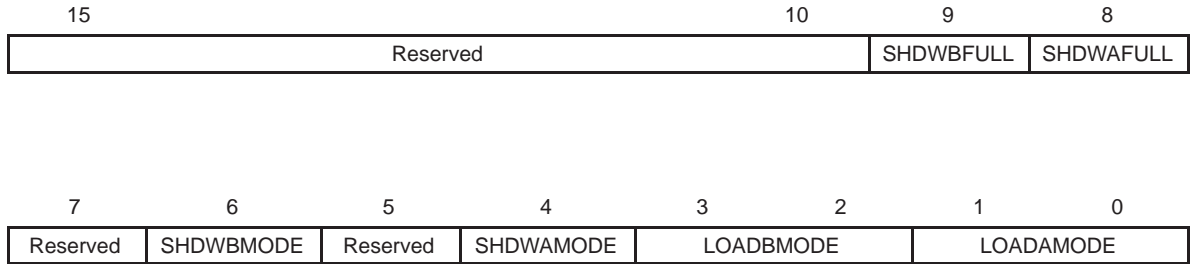 15 10 9 8
Reserved SHDWBFULL SHDWAFULL
7 6 5 4 3 2 1 0
Reserved SHDWBMODE Reserved SHDWAMODE LOADBMODE LOADAMODE